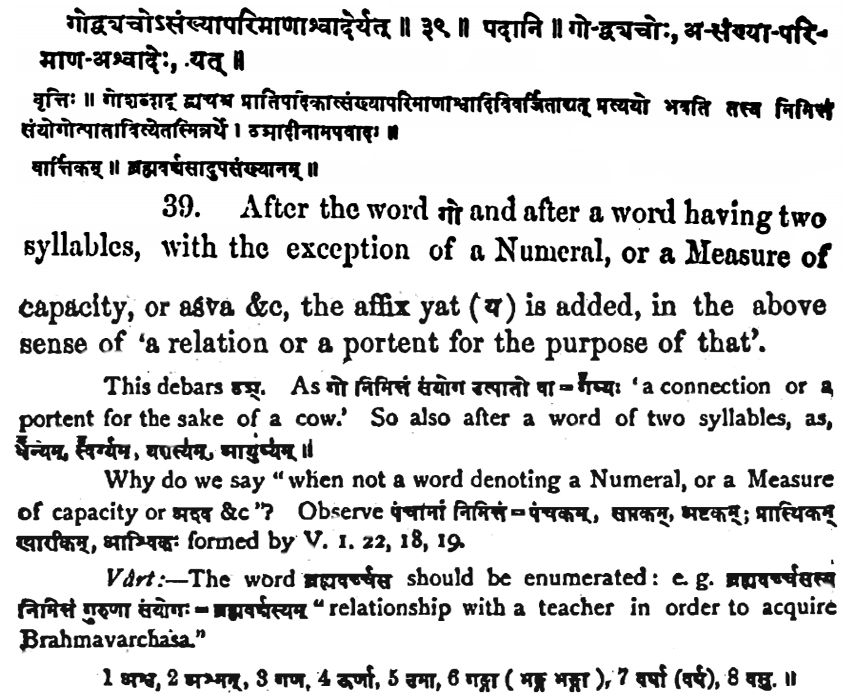 गोद्व्यचोऽसंख्यापरिमाणाश्वादेर्यत् ॥ ३९ ॥ पदानि ॥ गो-द्व्यचोः, अ-संख्या-परि-
माण-अश्वादेः, यत् ॥
वृत्तिः ॥ गोशब्दाद् द्व्यचश्च प्रातिपदिकात्संख्यापरिमाणाश्वादिविवर्जिताद्यत् प्रत्ययो भवति तस्य निमित्तं
संयोगोत्पातावित्येतस्मिन्नर्थे । ठञादीनामपवादः ॥
वार्त्तिकम् ॥ ब्रह्मवर्चसादुपसंख्यानम् ॥
39. After the word गो and after a word having two
syllables, with the exception of a Numeral, or a Measure of
capacity, or aśva &c, the affix yat (य) is added, in the above
sense of ‘a relation or a portent for the purpose of that’.
This debars ठञ्. As गो निमित्तं संयोग उत्पातो वा = गव्यः ‘a connection or a
portent for the sake of a cow.’ So also after a word of two syllables, as,
धन्यम्, स्वर्ग्यम्, यशस्यम्, आयुष्यम् ॥
Why do we say “when not a word denoting a Numeral, or a Measure
of capacity or अश्व &c”? Observe पंचानां निमित्तं = पंचकम्, सप्तकम्, अष्टकम्; प्रास्थिकम्
खारीकम्, आश्विकः formed by V. 1. 22, 18, 19.
Vârt:—The word ब्रह्मवर्च्चस should be enumerated: e. g. ब्रह्मवर्च्चसस्य
निमित्तं गुरुणा संयोगः = ब्रह्मवर्चस्यम् “relationship with a teacher in order to acquire
Brahmavarchasa.”
1 अश्व, 2 अश्मन्, 3 गण, 4 ऊर्णा, 5 उमा, 6 गङ्गा ( भङ्ग भङ्गा ), 7 वर्षा (वर्ष), 8 वसु. ॥